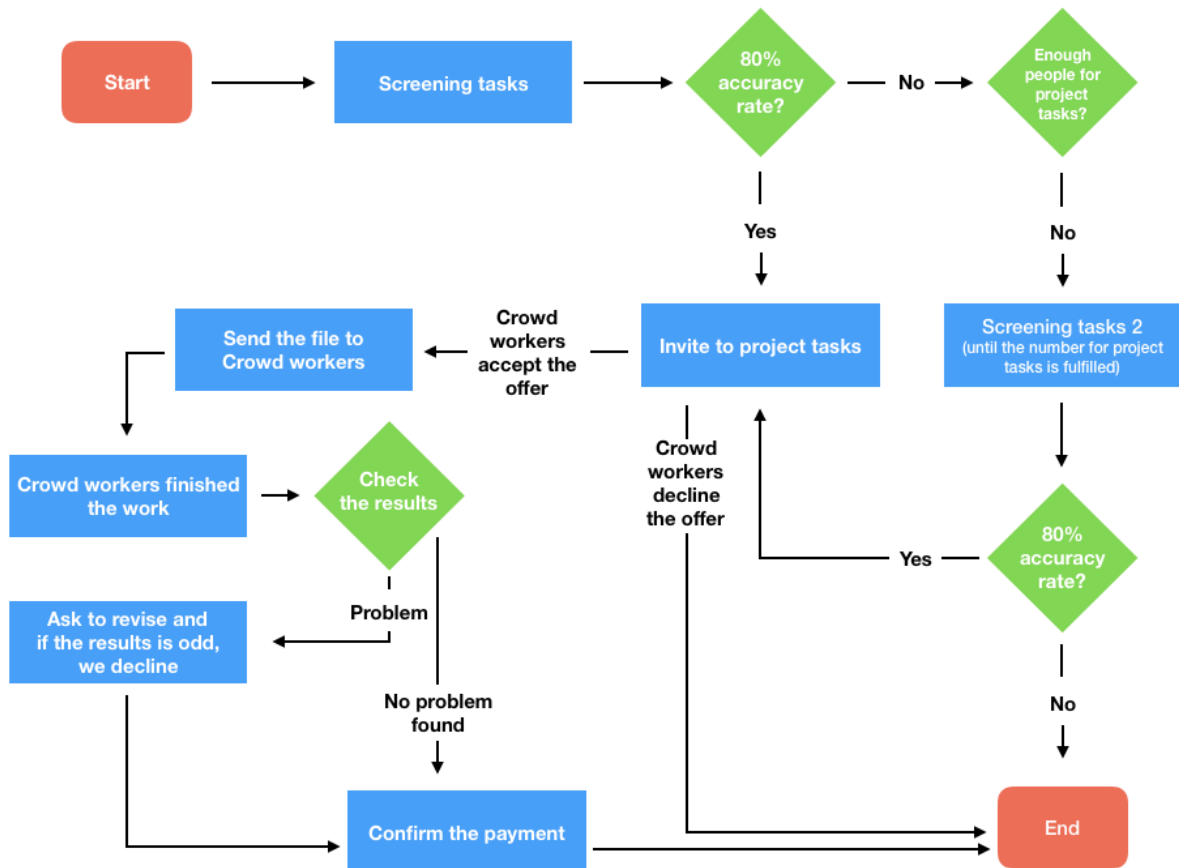 Start
Screening tasks
80%
accuracy
rate?
No
Enough
people for
project
tasks?
Yes
No
Send the file to
Crowd workers
Crowd
workers
accept the
offer
Invite to project tasks
Screening tasks 2
(until the number for project
tasks is fulfilled)
Crowd workers finished
the work
Check
the results
Crowd
workers
decline
the offer
Yes
80%
accuracy
rate?
Ask to revise and
if the results is odd,
we decline
Problem
No problem
found
No
Confirm the payment
End